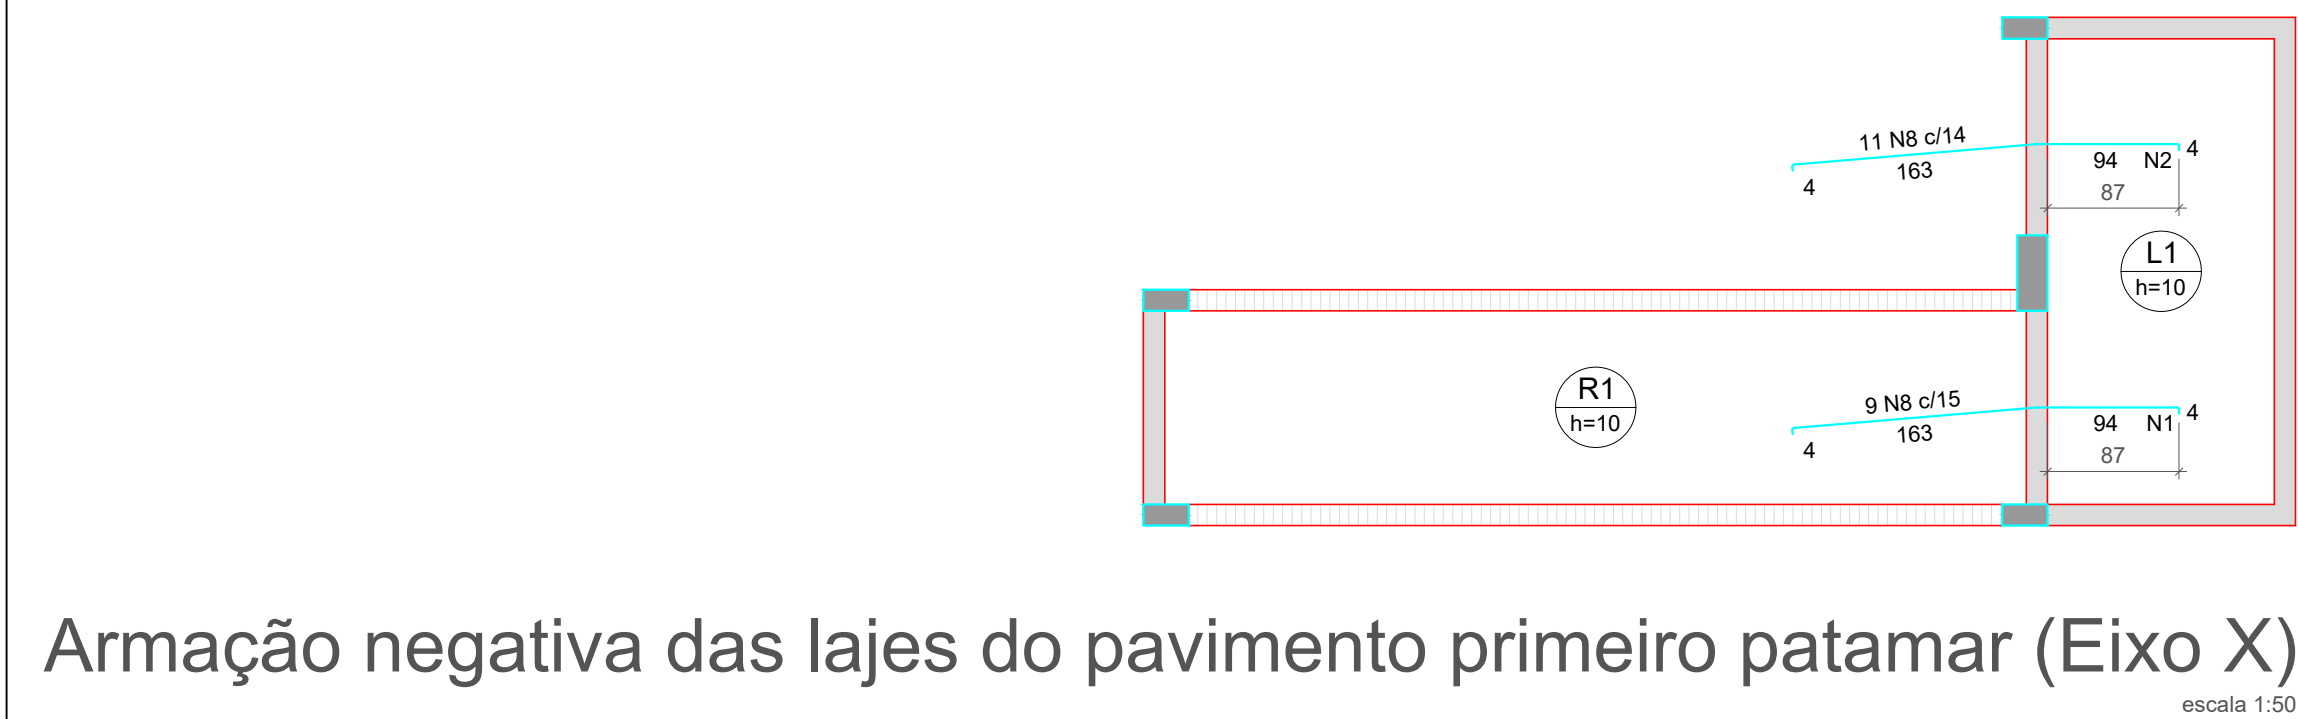 11 N8 c/14
163
4
94 N2
4
87
L1
h=10
R1
h=10
9 N8 c/15
163
4
94 N1
4
87
Armação negativa das lajes do pavimento primeiro patamar (Eixo X)
escala 1:50